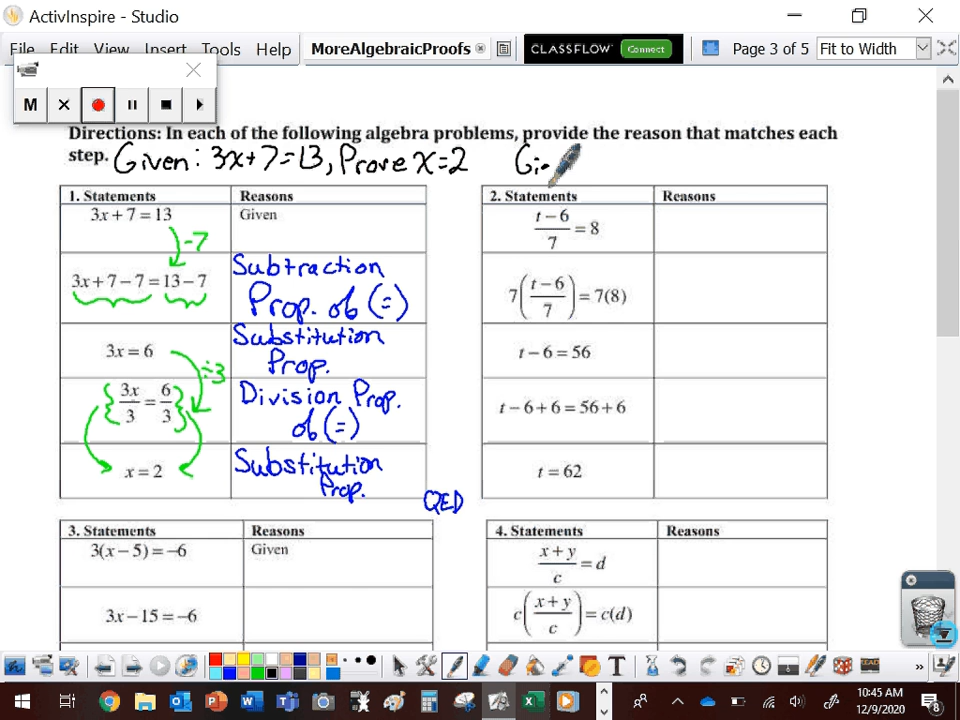 ActivInspire - Studio
File Edit View Insert Tools Help MoreAlgebraicProofs CLASSFLOW Connect Page 3 of 5 Fit to Width
M
Directions: In each of the following algebra problems, provide the reason that matches each
step. Given: 3x+7=13, Prove x=2 Gi
1. Statements Reasons
3x + 7 = 13 Given
-7
3x + 7 − 7 = 13 − 7 Subtraction
Prop. of (=)
3x = 6 Substitution
Prop.
÷3
3x/3 = 6/3 Division Prop.
of (=)
x = 2 Substitution
Prop.
QED
2. Statements Reasons
(t − 6)/7 = 8
7((t − 6)/7) = 7(8)
t − 6 = 56
t − 6 + 6 = 56 + 6
t = 62
3. Statements Reasons
3(x − 5) = −6 Given
3x − 15 = −6
4. Statements Reasons
(x + y)/c = d
c((x + y)/c) = c(d)
10:45 AM
12/9/2020
8